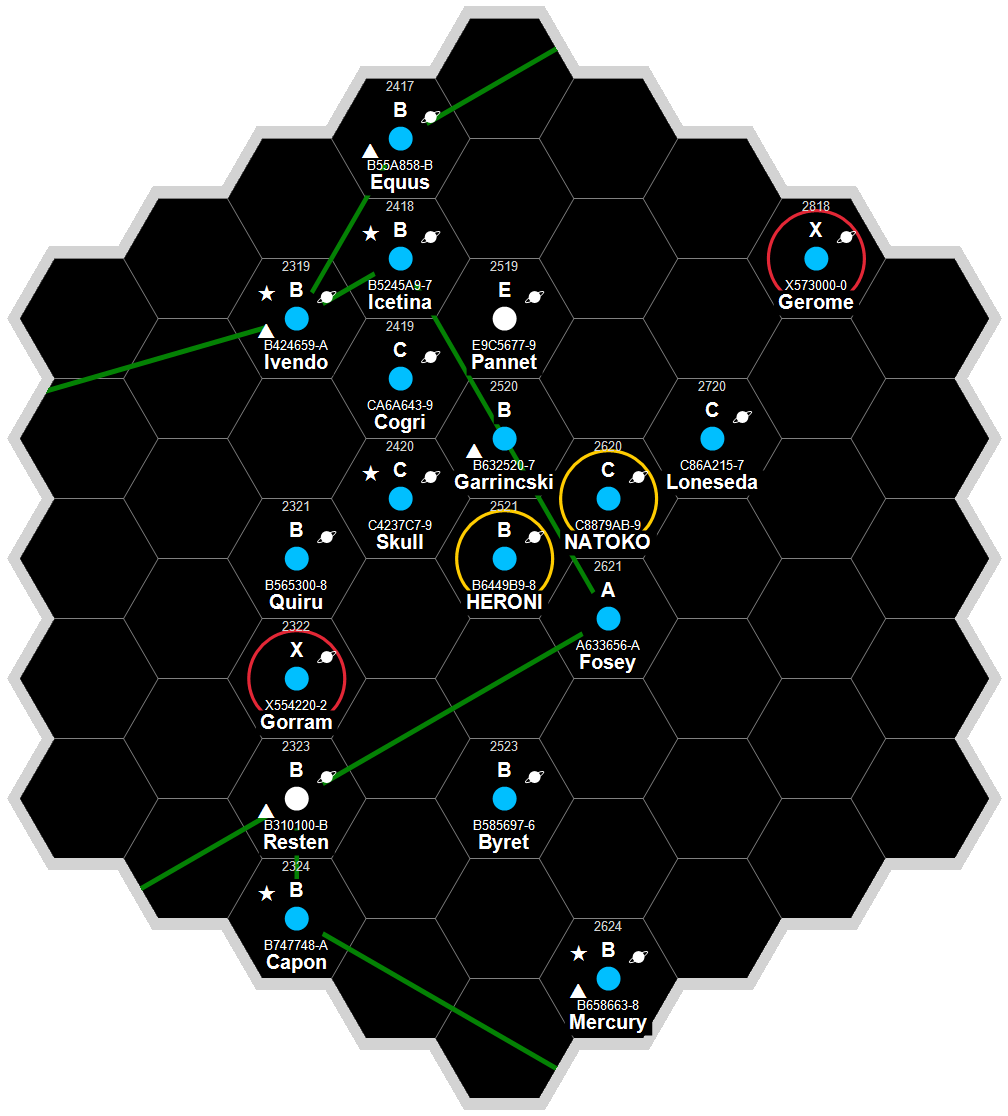 2417
B
B55A858-B
Equus
2418
B
B5245A9-7
Icetina
2818
X
X573000-0
Gerome
2319
B
B424659-A
Ivendo
2519
E
E9C5677-9
Pannet
2419
C
CA6A643-9
Cogri
2520
B
B632520-7
Garrincski
2720
C
C86A215-7
Loneseda
2420
C
C4237C7-9
Skull
2620
C
C8879AB-9
NATOKO
2321
B
B565300-8
Quiru
2521
B
B6449B9-8
HERONI
2621
A
A633656-A
Fosey
2322
X
X554220-2
Gorram
2323
B
B310100-B
Resten
2523
B
B585697-6
Byret
2324
B
B747748-A
Capon
2624
B
B658663-8
Mercury